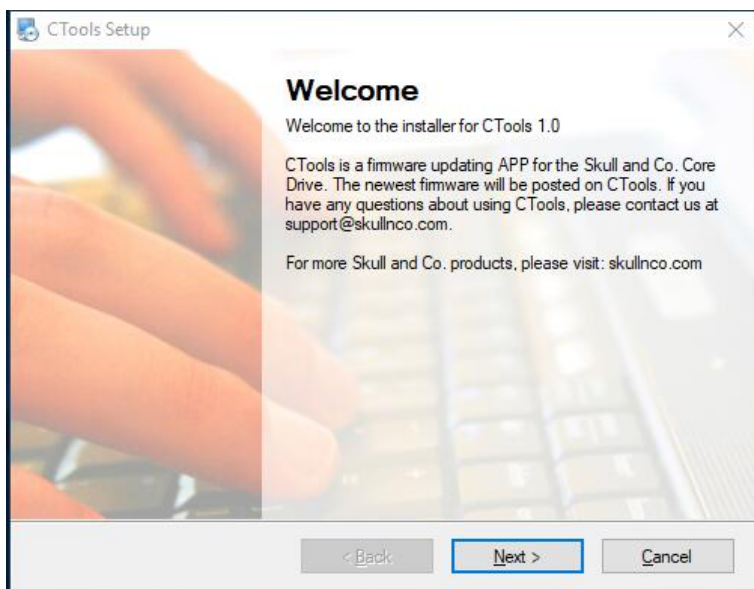 CTools Setup
Welcome
Welcome to the installer for CTools 1.0
CTools is a firmware updating APP for the Skull and Co. Core
Drive. The newest firmware will be posted on CTools. If you
have any questions about using CTools, please contact us at
support@skullnco.com.
For more Skull and Co. products, please visit: skullnco.com
< Back
Next >
Cancel